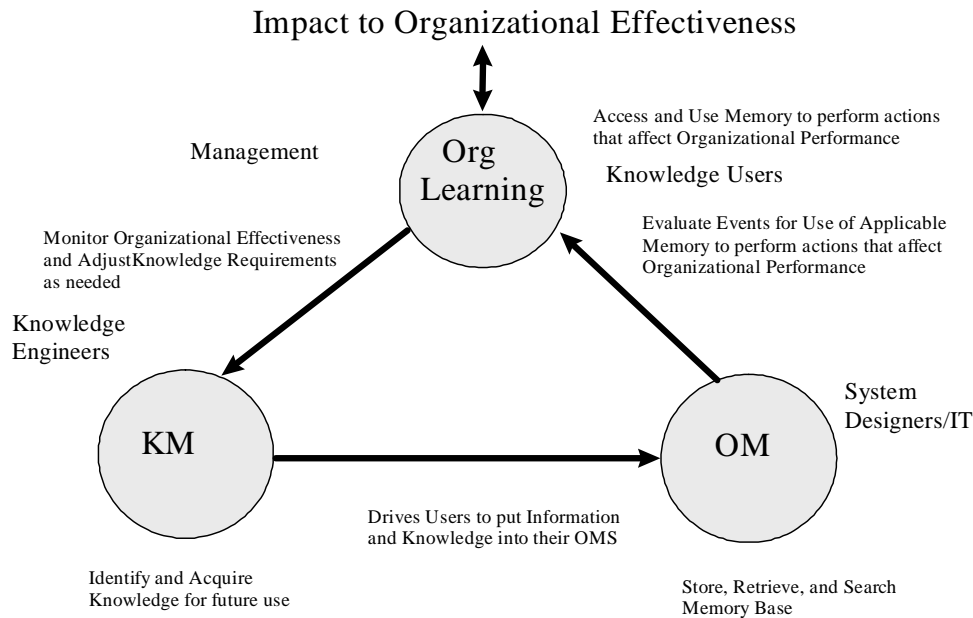 Impact to Organizational Effectiveness
Access and Use Memory to perform actions
that affect Organizational Performance
Management
Org
Learning
Knowledge Users
Evaluate Events for Use of Applicable
Memory to perform actions that affect
Organizational Performance
Monitor Organizational Effectiveness
and AdjustKnowledge Requirements
as needed
Knowledge
Engineers
System
Designers/IT
KM
OM
Drives Users to put Information
and Knowledge into their OMS
Identify and Acquire
Knowledge for future use
Store, Retrieve, and Search
Memory Base